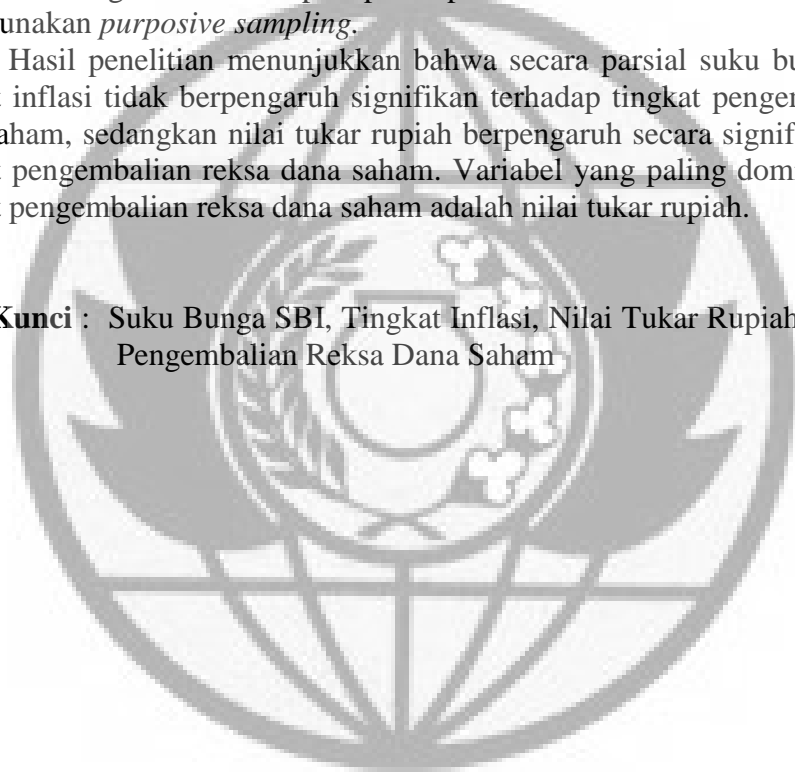 unakan purposive sampling.
Hasil penelitian menunjukkan bahwa secara parsial suku bu
inflasi tidak berpengaruh signifikan terhadap tingkat pengem
aham, sedangkan nilai tukar rupiah berpengaruh secara signif
pengembalian reksa dana saham. Variabel yang paling dom
pengembalian reksa dana saham adalah nilai tukar rupiah.
Kunci : Suku Bunga SBI, Tingkat Inflasi, Nilai Tukar Rupiah
Pengembalian Reksa Dana Saham